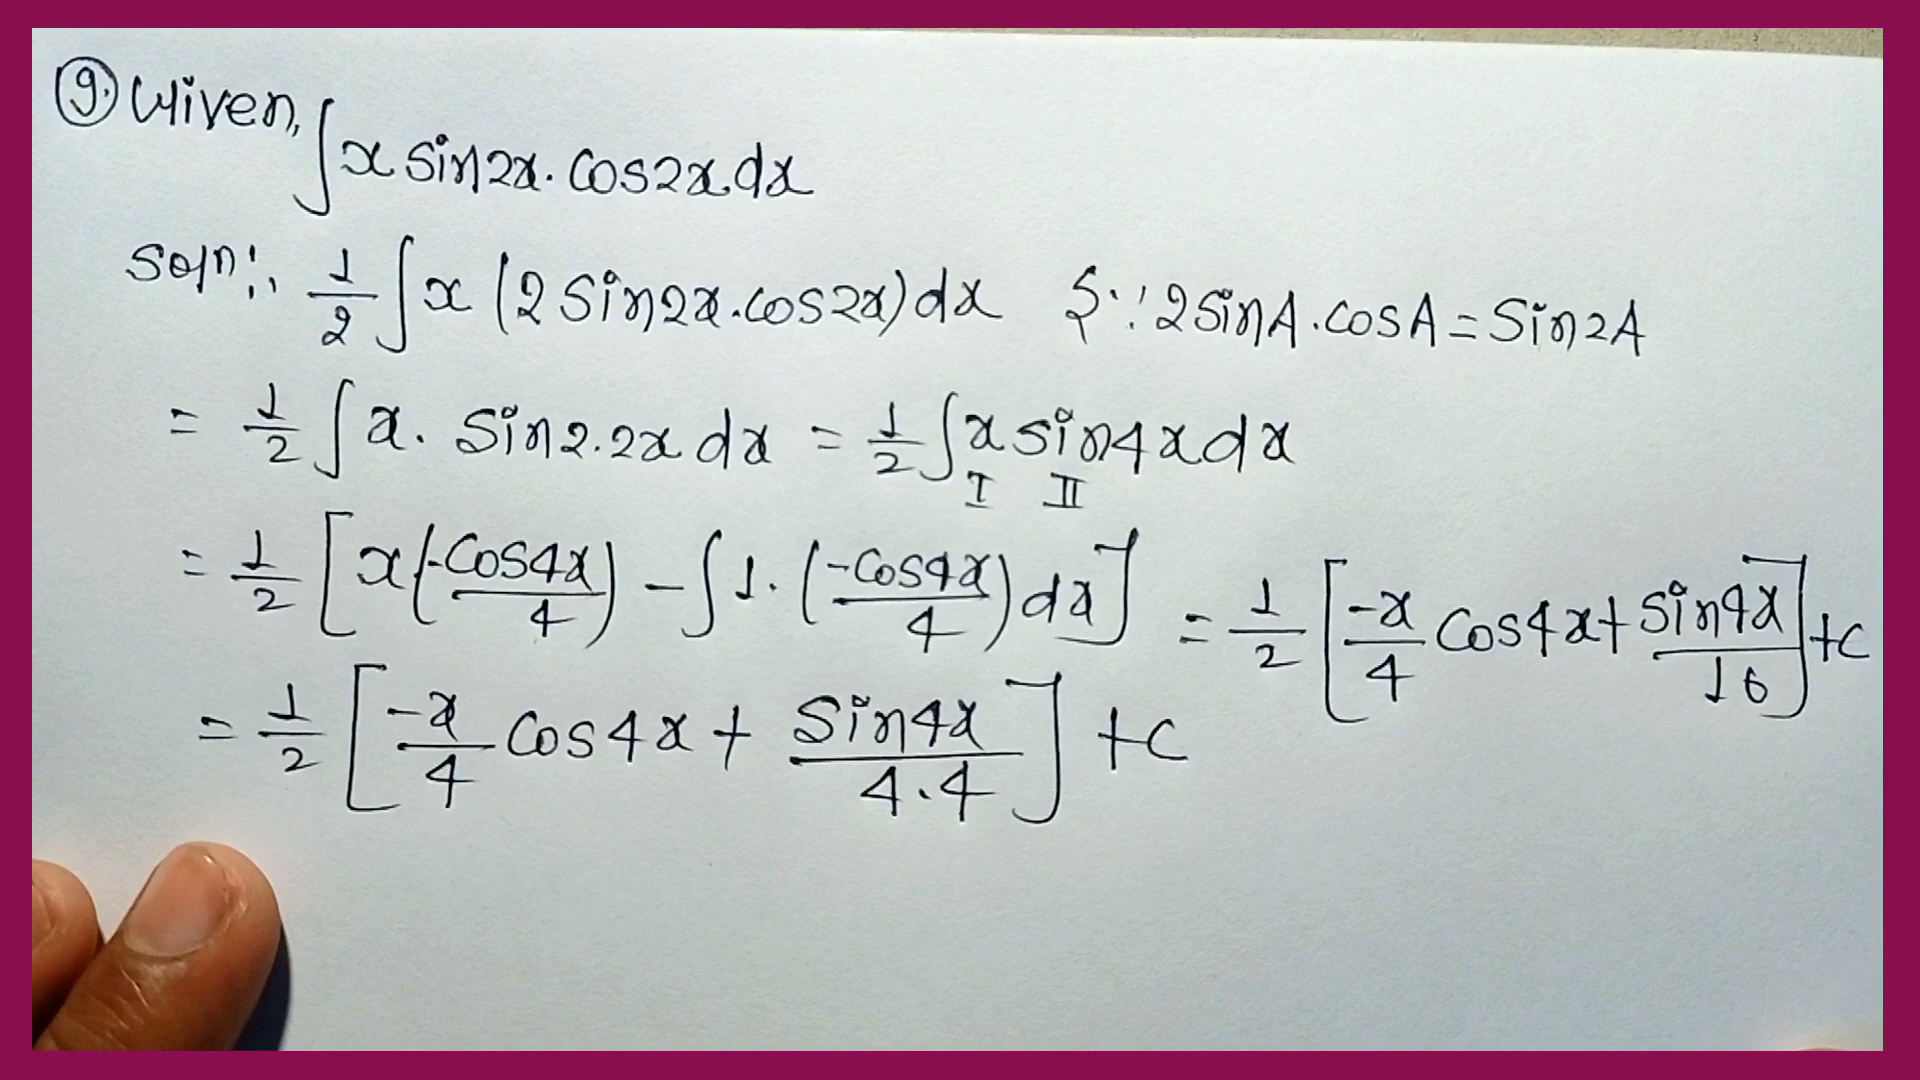 9. Given, ∫x sin2x.cos2x.dx
Soln:. 1/2 ∫x (2 sin2x.cos2x)dx {∵ 2sinA.cosA = sin2A
= 1/2 ∫x. sin2.2x dx = 1/2 ∫x sin4x dx
I II
= 1/2 [x(-cos4x/4) - ∫1.(-cos4x/4)dx] = 1/2 [-x/4 cos4x + sin4x/16] + c
= 1/2 [-x/4 cos4x + sin4x/4.4] + c